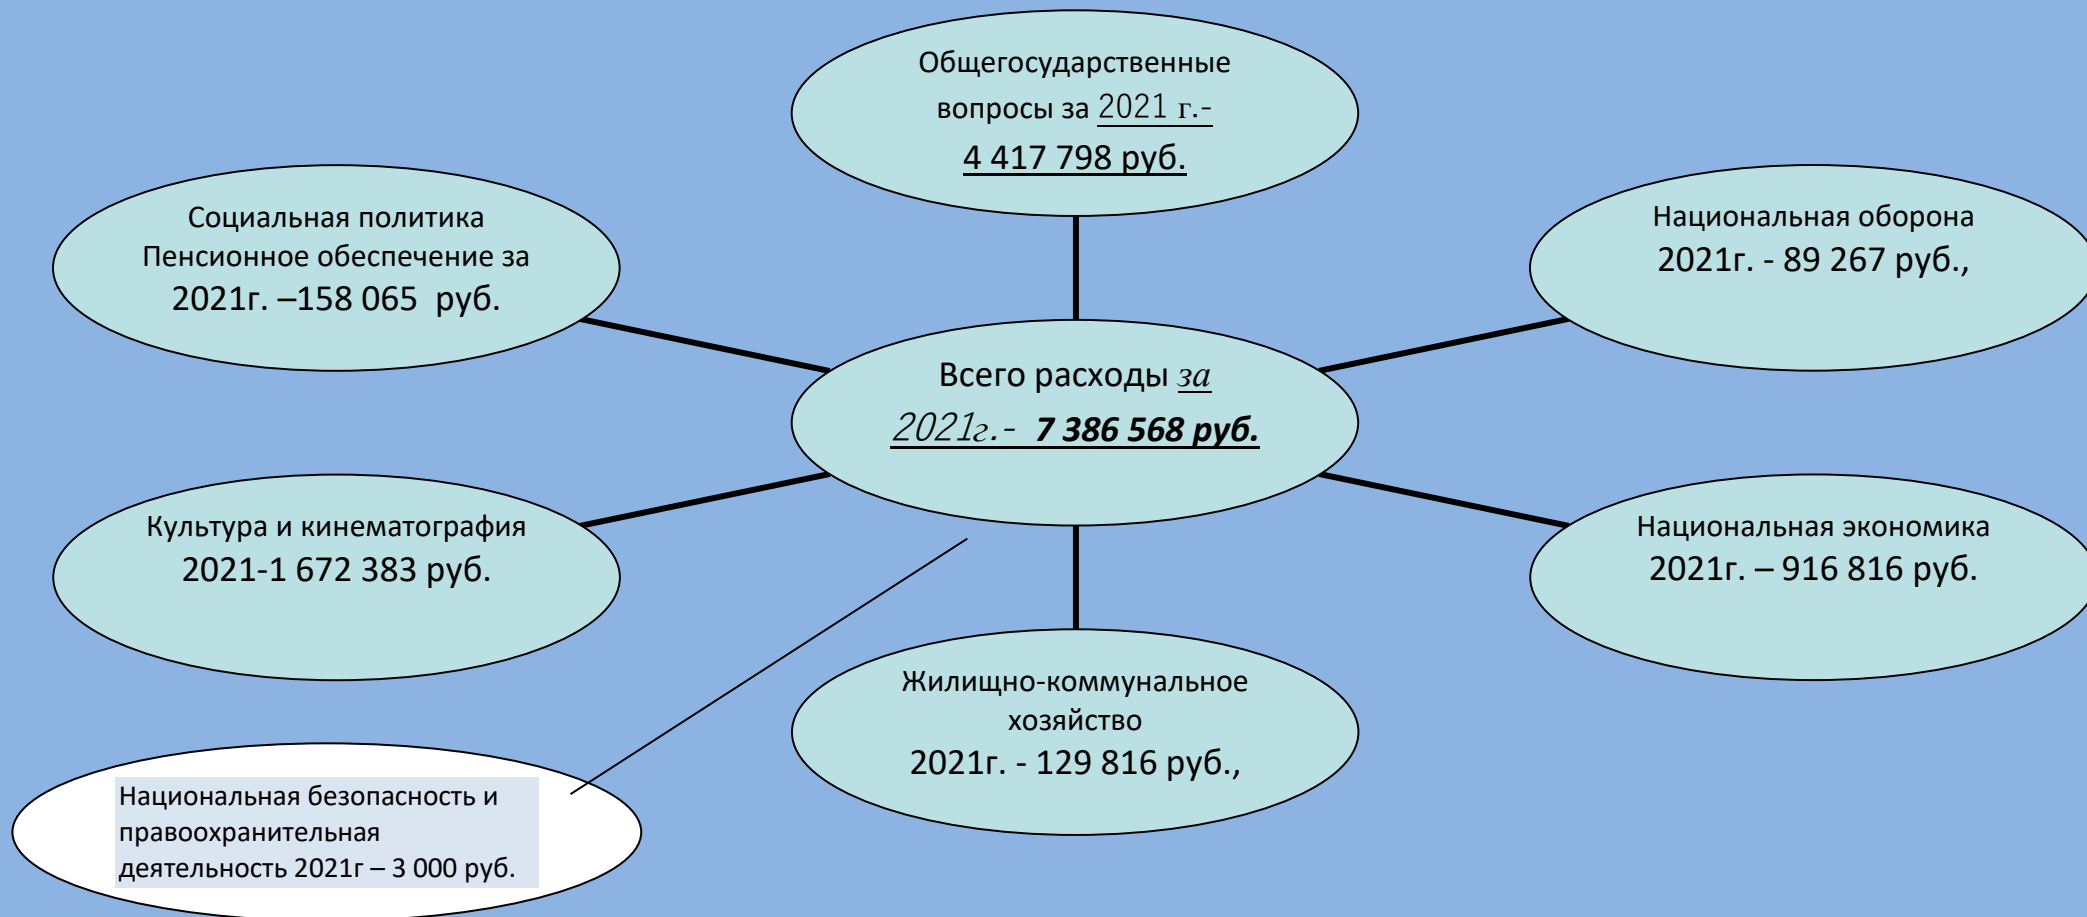 Общегосударственные
вопросы за 2021 г.-
4 417 798 руб.
Социальная политика
Пенсионное обеспечение за
2021г. –158 065 руб.
Национальная оборона
2021г. - 89 267 руб.,
Всего расходы за
2021г.- 7 386 568 руб.
Культура и кинематография
2021-1 672 383 руб.
Национальная экономика
2021г. – 916 816 руб.
Жилищно-коммунальное
хозяйство
2021г. - 129 816 руб.,
Национальная безопасность и
правоохранительная
деятельность 2021г – 3 000 руб.